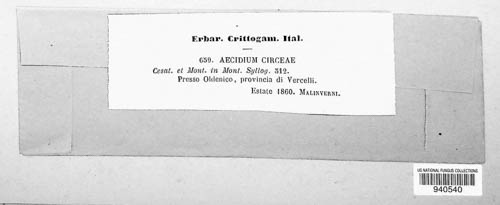 Erbar. Crittogam. Ital.
659. AECIDIUM CIRCEAE
Cesat. et Mont. in Mont. Syllog. 312.
Presso Oldenico, provincia di Vercelli.
Estate 1860. MALINVERNI.
US NATIONAL FUNGUS COLLECTIONS
940540